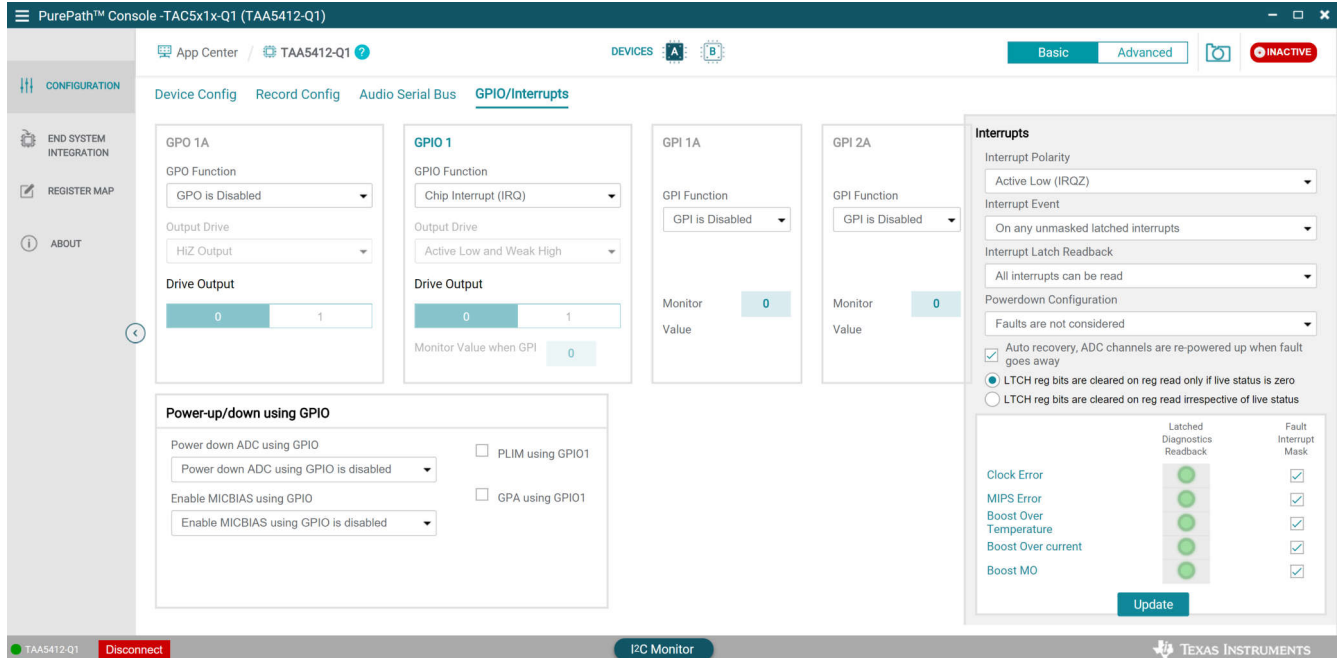 PurePath™ Console -TAC5x1x-Q1 (TAA5412-Q1)
App Center / TAA5412-Q1 ?
DEVICES A B
Basic Advanced
INACTIVE
CONFIGURATION
END SYSTEM
INTEGRATION
REGISTER MAP
ABOUT
Device Config Record Config Audio Serial Bus GPIO/Interrupts
GPO 1A
GPO Function
GPO is Disabled
Output Drive
HiZ Output
Drive Output
0 1
GPIO 1
GPIO Function
Chip Interrupt (IRQ)
Output Drive
Active Low and Weak High
Drive Output
0 1
Monitor Value when GPI 0
GPI 1A
GPI Function
GPI is Disabled
Monitor 0
Value
GPI 2A
GPI Function
GPI is Disabled
Monitor 0
Value
Power-up/down using GPIO
Power down ADC using GPIO
Power down ADC using GPIO is disabled
Enable MICBIAS using GPIO
Enable MICBIAS using GPIO is disabled
PLIM using GPIO1
GPA using GPIO1
Interrupts
Interrupt Polarity
Active Low (IRQZ)
Interrupt Event
On any unmasked latched interrupts
Interrupt Latch Readback
All interrupts can be read
Powerdown Configuration
Faults are not considered
Auto recovery, ADC channels are re-powered up when fault
goes away
LTCH reg bits are cleared on reg read only if live status is zero
LTCH reg bits are cleared on reg read irrespective of live status
Latched
Diagnostics
Readback
Fault
Interrupt
Mask
Clock Error
MIPS Error
Boost Over
Temperature
Boost Over current
Boost MO
Update
TAA5412-Q1 Disconnect
I²C Monitor
TEXAS INSTRUMENTS